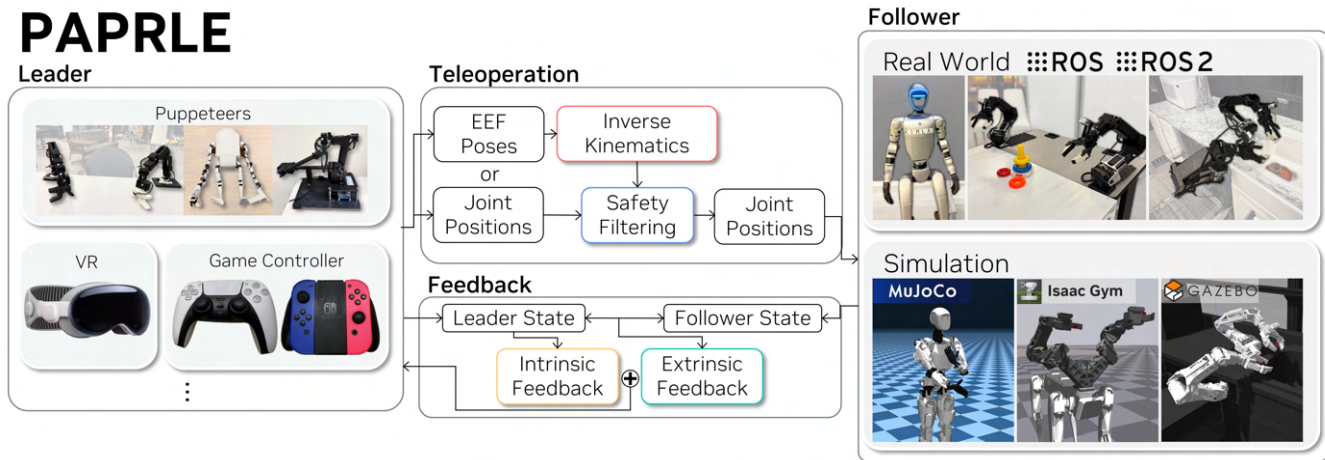 PAPRLE
Leader
Puppeteers
VR
Game Controller
Teleoperation
EEF
Poses
or
Joint
Positions
Inverse
Kinematics
Safety
Filtering
Joint
Positions
Feedback
Leader State
Follower State
Intrinsic
Feedback
Extrinsic
Feedback
Follower
Real World ROS ROS 2
Simulation
MuJoCo
Isaac Gym
GAZEBO